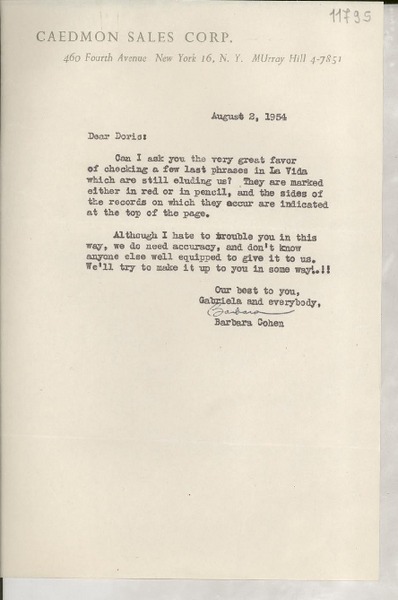 11795
CAEDMON SALES CORP.
460 Fourth Avenue New York 16, N. Y. MUrray Hill 4-7851
August 2, 1954
Dear Doris:
Can I ask you the very great favor
of checking a few last phrases in La Vida
which are still eluding us? They are marked
either in red or in pencil, and the sides of
the records on which they occur are indicated
at the top of the page.
Although I hate to trouble you in this
way, we do need accuracy, and don't know
anyone else well equipped to give it to us.
We'll try to make it up to you in some way!.!!
Our best to you,
Gabriela and everybody,
Barbara
Barbara Cohen